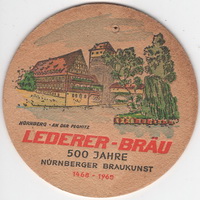 NÜRNBERG - AN DER PEGNITZ
LEDERER-BRÄU
500 JAHRE
NÜRNBERGER BRAUKUNST
1468 - 1968